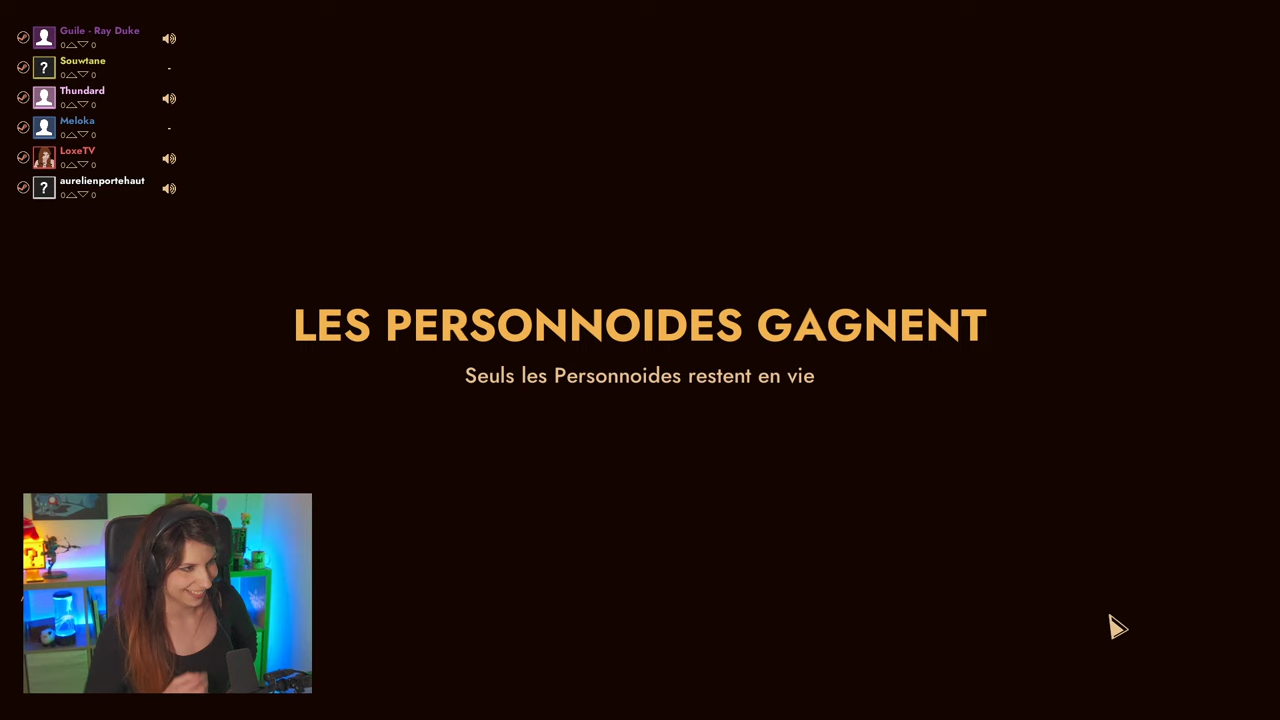 Guile - Ray Duke
0 0
Souwtane
0 0
-
Thundard
0 0
Meloka
0 0
-
LoxeTV
0 0
aurelienportehaut
0 0
LES PERSONNOIDES GAGNENT
Seuls les Personnoides restent en vie